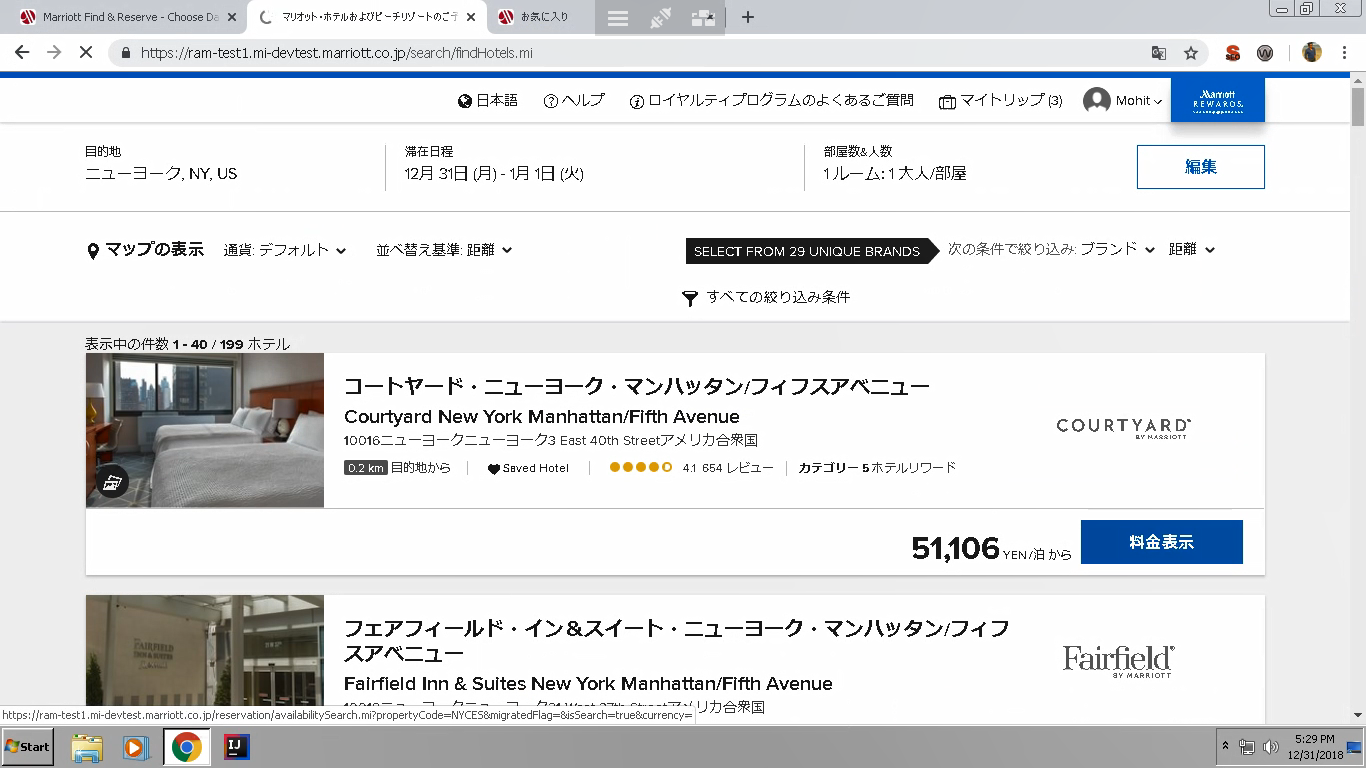 Marriott Find & Reserve - Choose Da
マリオット・ホテルおよびビーチリゾートのご予
お気に入り
https://ram-test1.mi-devtest.marriott.co.jp/search/findHotels.mi
日本語 ヘルプ ロイヤルティプログラムのよくあるご質問 マイトリップ (3) Mohit
Marriott
REWARDS.
目的地 滞在日程 部屋数&人数
ニューヨーク, NY, US 12月 31日 (月) - 1月 1日 (火) 1 ルーム: 1 大人/部屋 編集
マップの表示 通貨: デフォルト 並べ替え基準: 距離 SELECT FROM 29 UNIQUE BRANDS 次の条件で絞り込み: ブランド 距離
すべての絞り込み条件
表示中の件数 1 - 40 / 199 ホテル
コートヤード・ニューヨーク・マンハッタン/フィフスアベニュー
Courtyard New York Manhattan/Fifth Avenue
COURTYARD
BY MARRIOTT
10016ニューヨークニューヨーク3 East 40th Streetアメリカ合衆国
0.2 km 目的地から Saved Hotel 4.1 654 レビュー カテゴリー 5 ホテルリワード
51,106 YEN /泊 から 料金表示
フェアフィールド・イン&スイート・ニューヨーク・マンハッタン/フィフ
スアベニュー
FAIRFIELD
INN & SUITES
Fairfield
BY MARRIOTT
Fairfield Inn & Suites New York Manhattan/Fifth Avenue
アメリカ合衆国
https://ram-test1.mi-devtest.marriott.co.jp/reservation/availabilitySearch.mi?propertyCode=NYCES&migratedFlag=&isSearch=true&currency=
Start
IJ
5:29 PM
12/31/2018